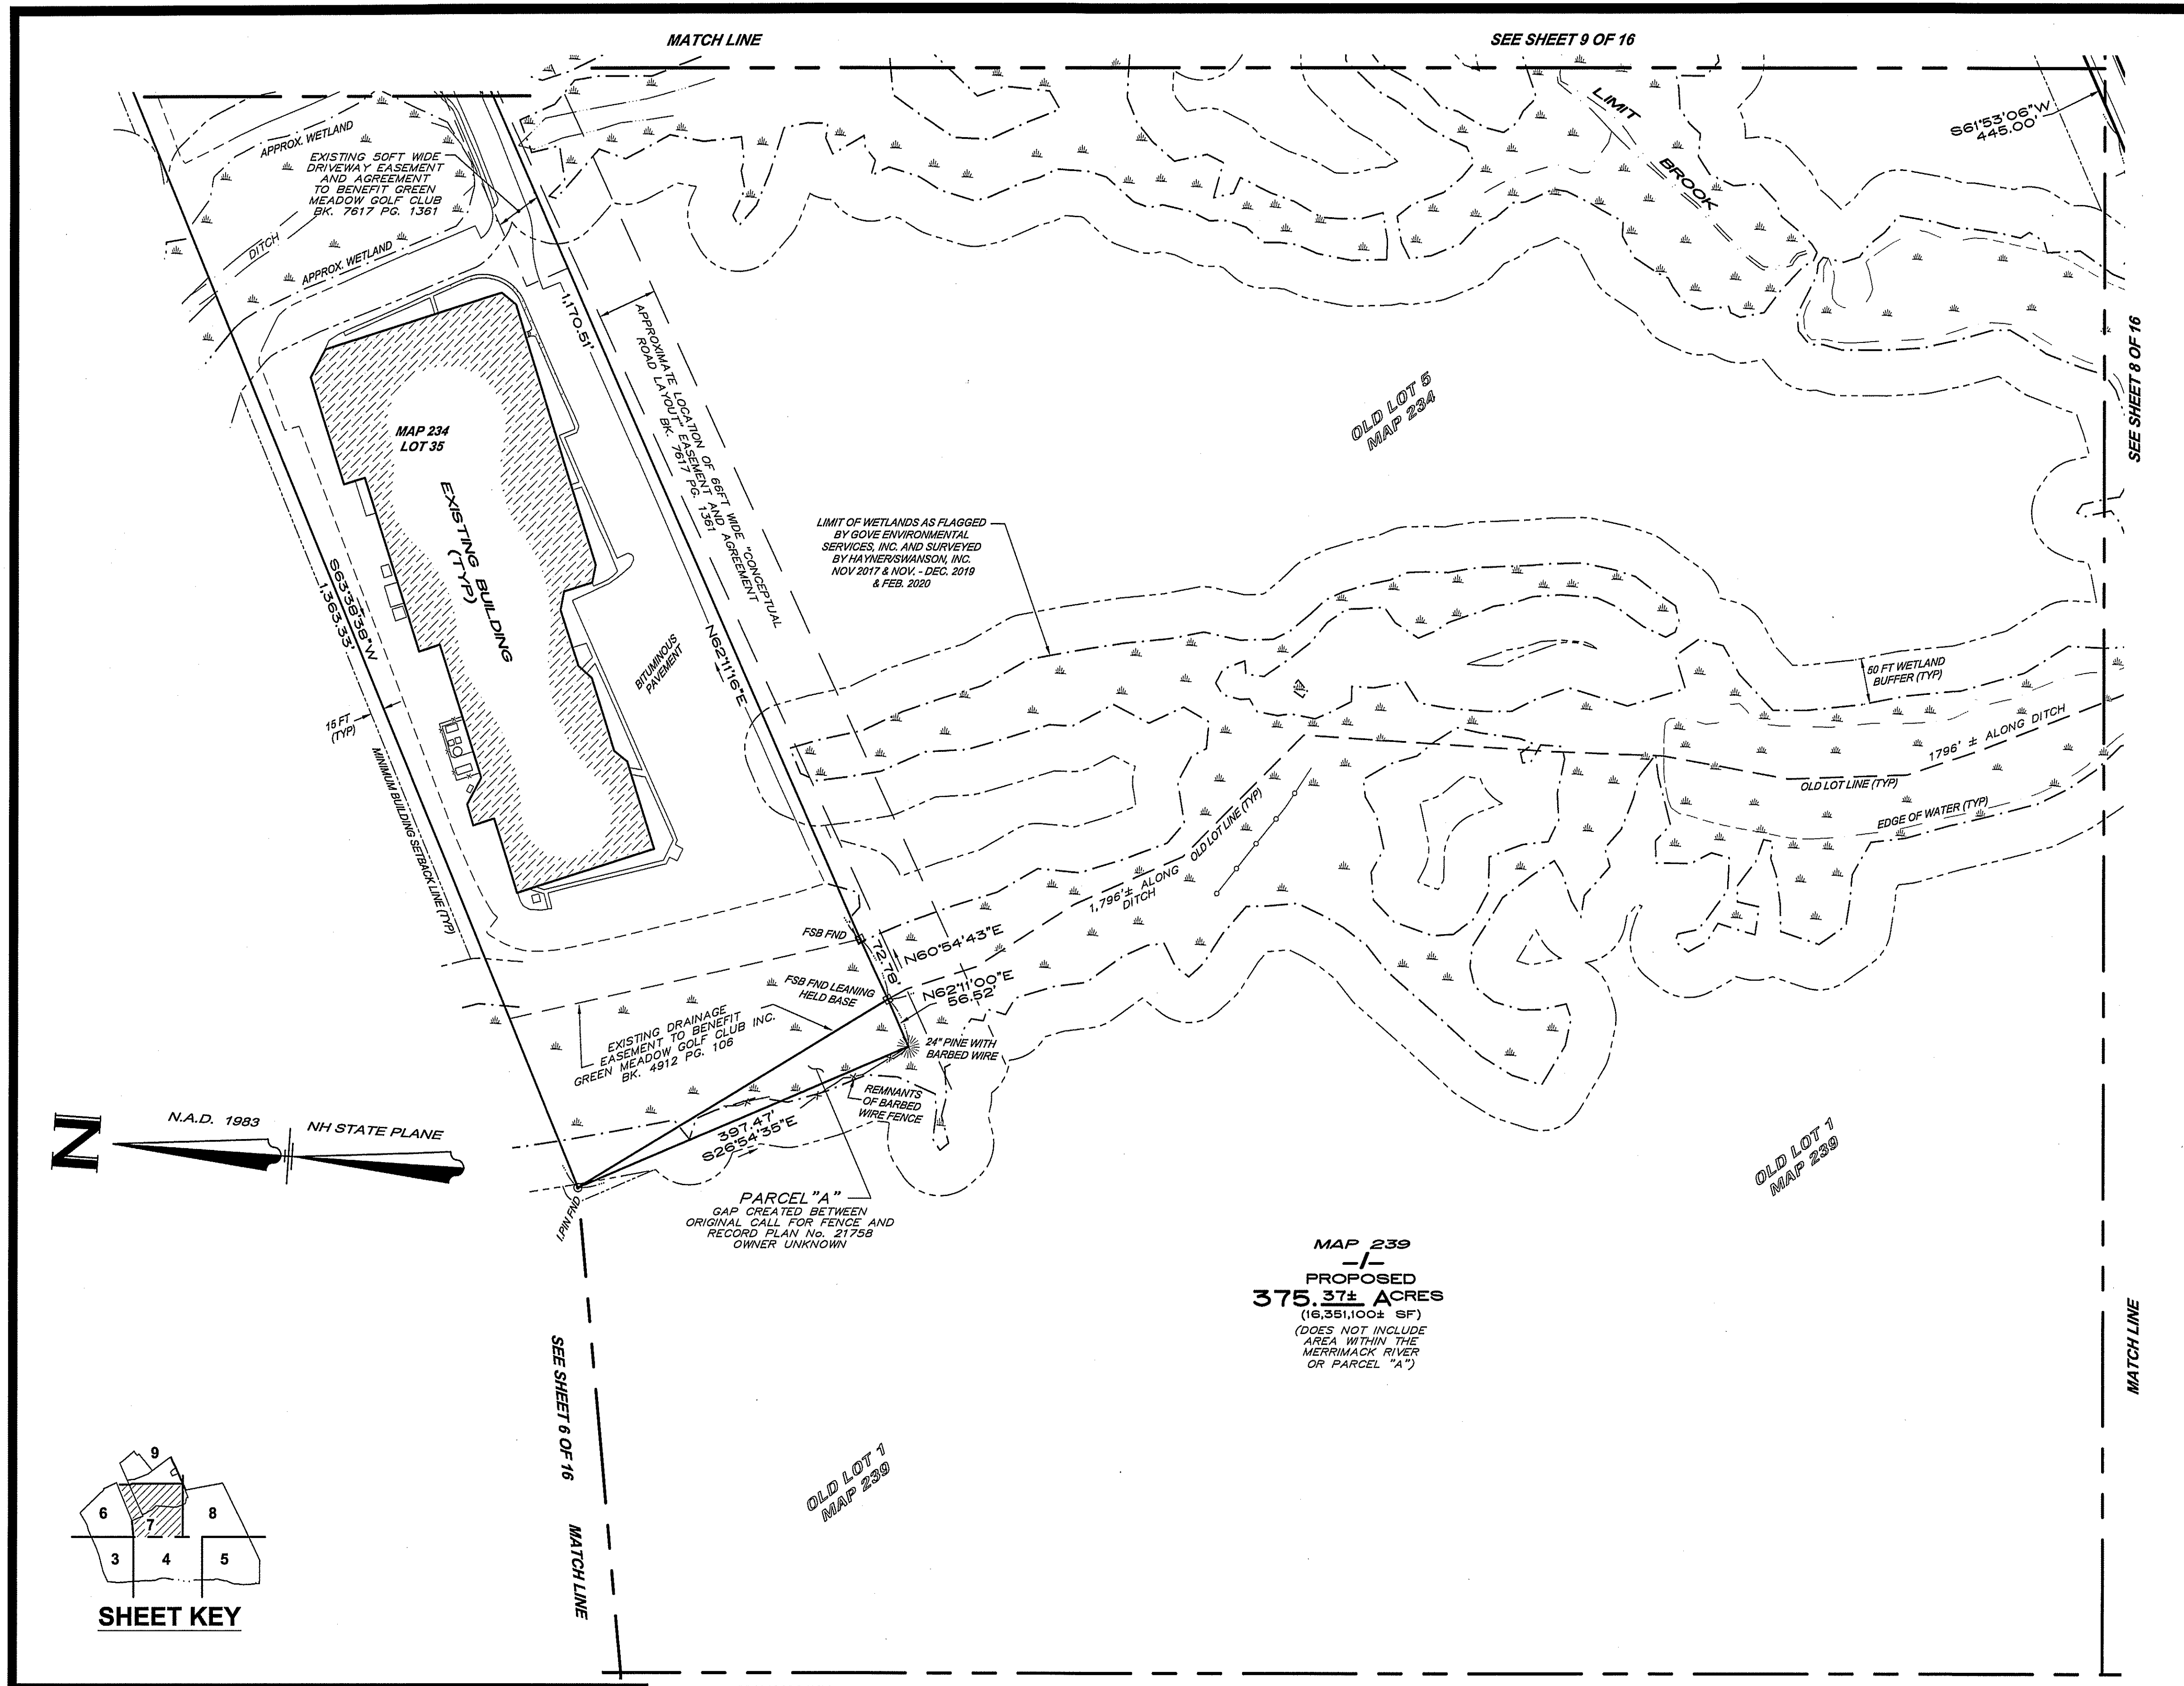 MATCH LINE
SEE SHEET 9 OF 16
APPROX. WETLAND
EXISTING 50FT WIDE
DRIVEWAY EASEMENT
AND AGREEMENT
TO BENEFIT GREEN
MEADOW GOLF CLUB
BK. 7617 PG. 1361
DITCH
APPROX. WETLAND
LIMIT
BROOK
S61°53'06"W
445.00'
1,170.51'
APPROXIMATE LOCATION OF 66FT WIDE "CONCEPTUAL
ROAD LAYOUT" EASEMENT AND AGREEMENT
BK. 7617 PG. 1361
MAP 234
LOT 35
EXISTING BUILDING
(TYP)
OLD LOT 5
MAP 234
SEE SHEET 8 OF 16
LIMIT OF WETLANDS AS FLAGGED
BY GOVE ENVIRONMENTAL
SERVICES, INC. AND SURVEYED
BY HAYNER/SWANSON, INC.
NOV 2017 & NOV. - DEC. 2019
& FEB. 2020
S63°38'38"W
1,363.33'
N62°11'16"E
BITUMINOUS
PAVEMENT
15 FT
(TYP)
MINIMUM BUILDING SETBACK LINE (TYP)
50 FT WETLAND
BUFFER (TYP)
1796' ± ALONG DITCH
OLD LOT LINE (TYP)
EDGE OF WATER (TYP)
OLD LOT LINE (TYP)
1,796'± ALONG
DITCH
FSB FND
72.78'
N60°54'43"E
FSB FND LEANING
HELD BASE
N62°11'00"E
56.52'
EXISTING DRAINAGE
EASEMENT TO BENEFIT
GREEN MEADOW GOLF CLUB INC.
BK. 4912 PG. 106
24" PINE WITH
BARBED WIRE
REMNANTS
OF BARBED
WIRE FENCE
397.47'
S26°54'35"E
I.PIN FND
PARCEL "A"
GAP CREATED BETWEEN
ORIGINAL CALL FOR FENCE AND
RECORD PLAN No. 21758
OWNER UNKNOWN
N
N.A.D. 1983
NH STATE PLANE
OLD LOT 1
MAP 239
MAP 239
-1-
PROPOSED
375.37± ACRES
(16,351,100± SF)
(DOES NOT INCLUDE
AREA WITHIN THE
MERRIMACK RIVER
OR PARCEL "A")
MATCH LINE
SEE SHEET 6 OF 16
MATCH LINE
OLD LOT 1
MAP 239
9
6
7
8
3
4
5
SHEET KEY